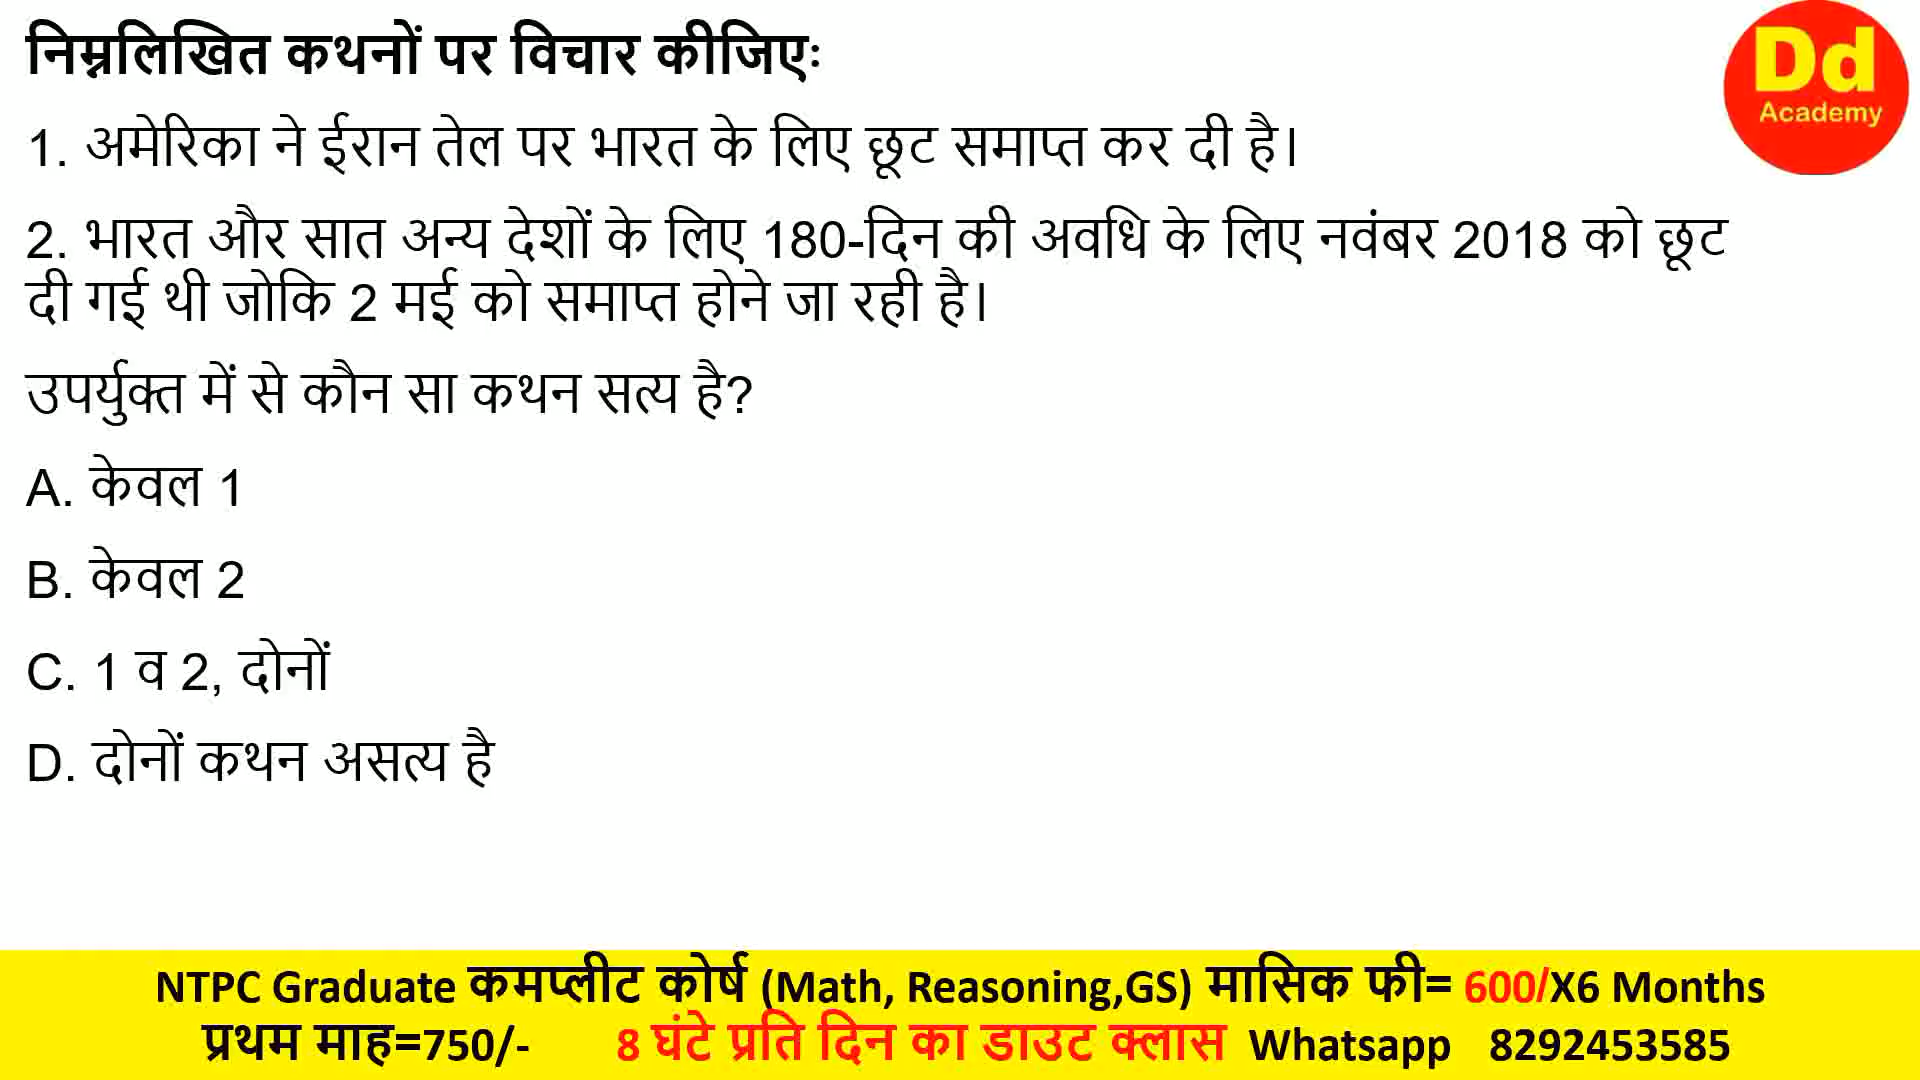 निम्नलिखित कथनों पर विचार कीजिएः
Dd
Academy
1. अमेरिका ने ईरान तेल पर भारत के लिए छूट समाप्त कर दी है।
2. भारत और सात अन्य देशों के लिए 180-दिन की अवधि के लिए नवंबर 2018 को छूट
दी गई थी जोकि 2 मई को समाप्त होने जा रही है।
उपर्युक्त में से कौन सा कथन सत्य है?
A. केवल 1
B. केवल 2
C. 1 व 2, दोनों
D. दोनों कथन असत्य है
NTPC Graduate कमप्लीट कोर्ष (Math, Reasoning,GS) मासिक फी= 600/X6 Months
प्रथम माह=750/- 8 घंटे प्रति दिन का डाउट क्लास Whatsapp 8292453585